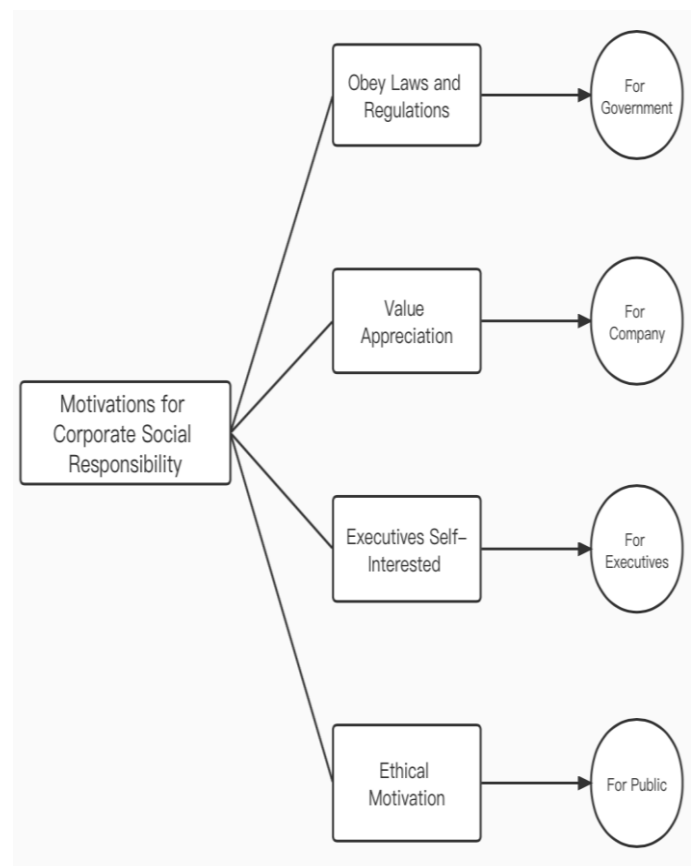 Obey Laws and
Regulations
For
Government
Value
Appreciation
For
Company
Motivations for
Corporate Social
Responsibility
Executives Self-
Interested
For
Executives
Ethical
Motivation
For Public